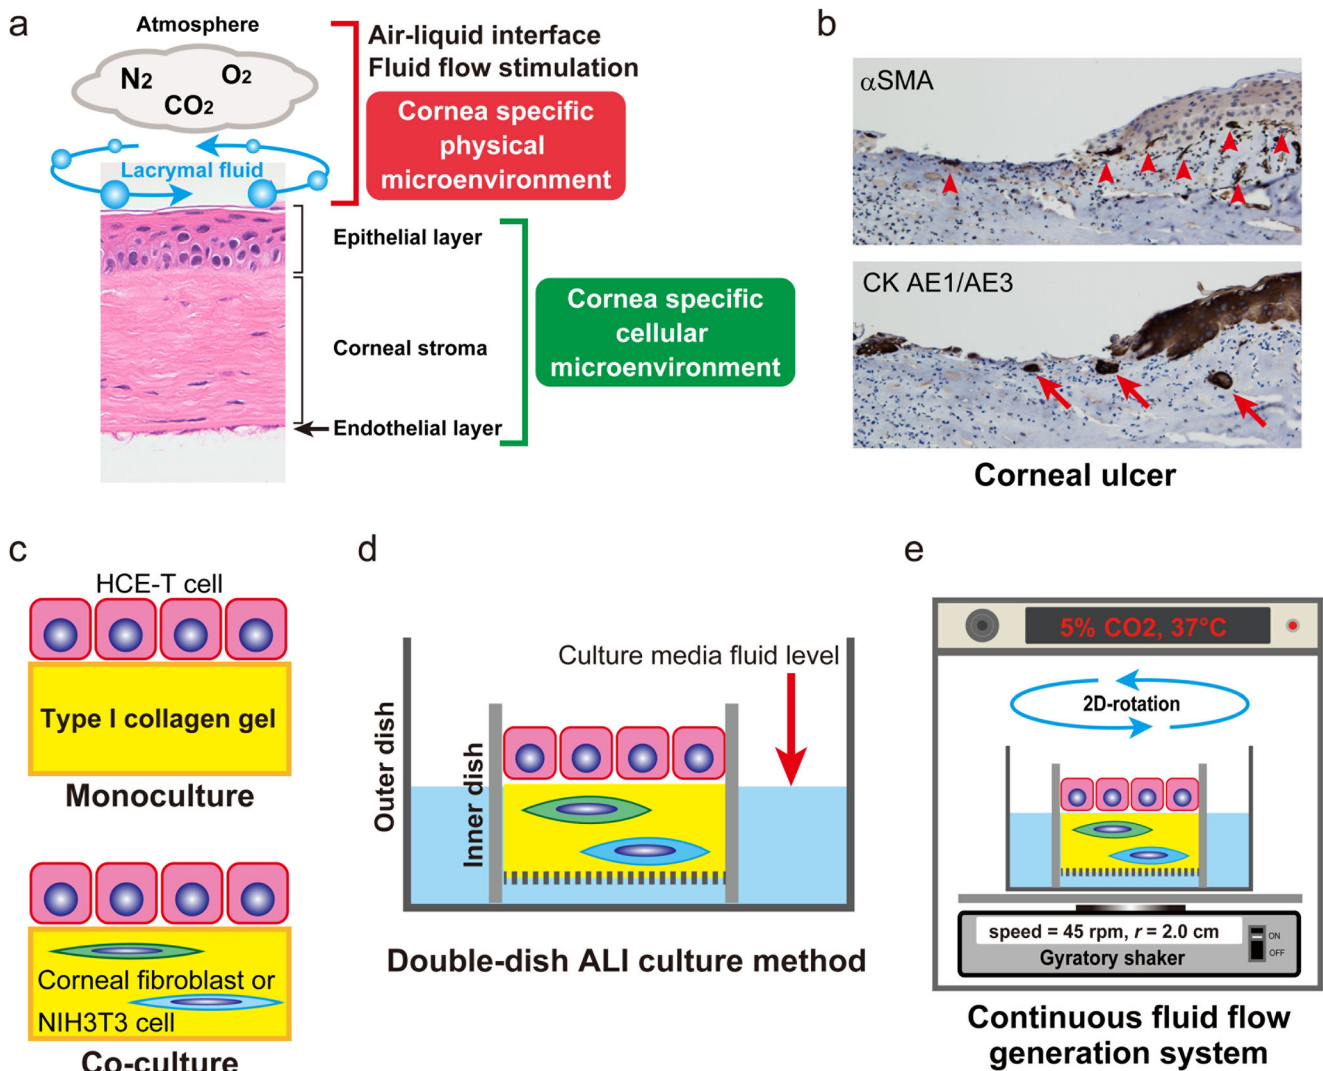 a
Atmosphere
N2
O2
CO2
Lacrymal fluid
Air-liquid interface
Fluid flow stimulation
Cornea specific
physical
microenvironment
Epithelial layer
Corneal stroma
Endothelial layer
Cornea specific
cellular
microenvironment
b
αSMA
CK AE1/AE3
Corneal ulcer
c
HCE-T cell
Type I collagen gel
Monoculture
Corneal fibroblast or
NIH3T3 cell
Co-culture
d
Culture media fluid level
Outer dish
Inner dish
Double-dish ALI culture method
e
5% CO2, 37°C
2D-rotation
speed = 45 rpm, r = 2.0 cm
Gyratory shaker
ON
OFF
Continuous fluid flow
generation system